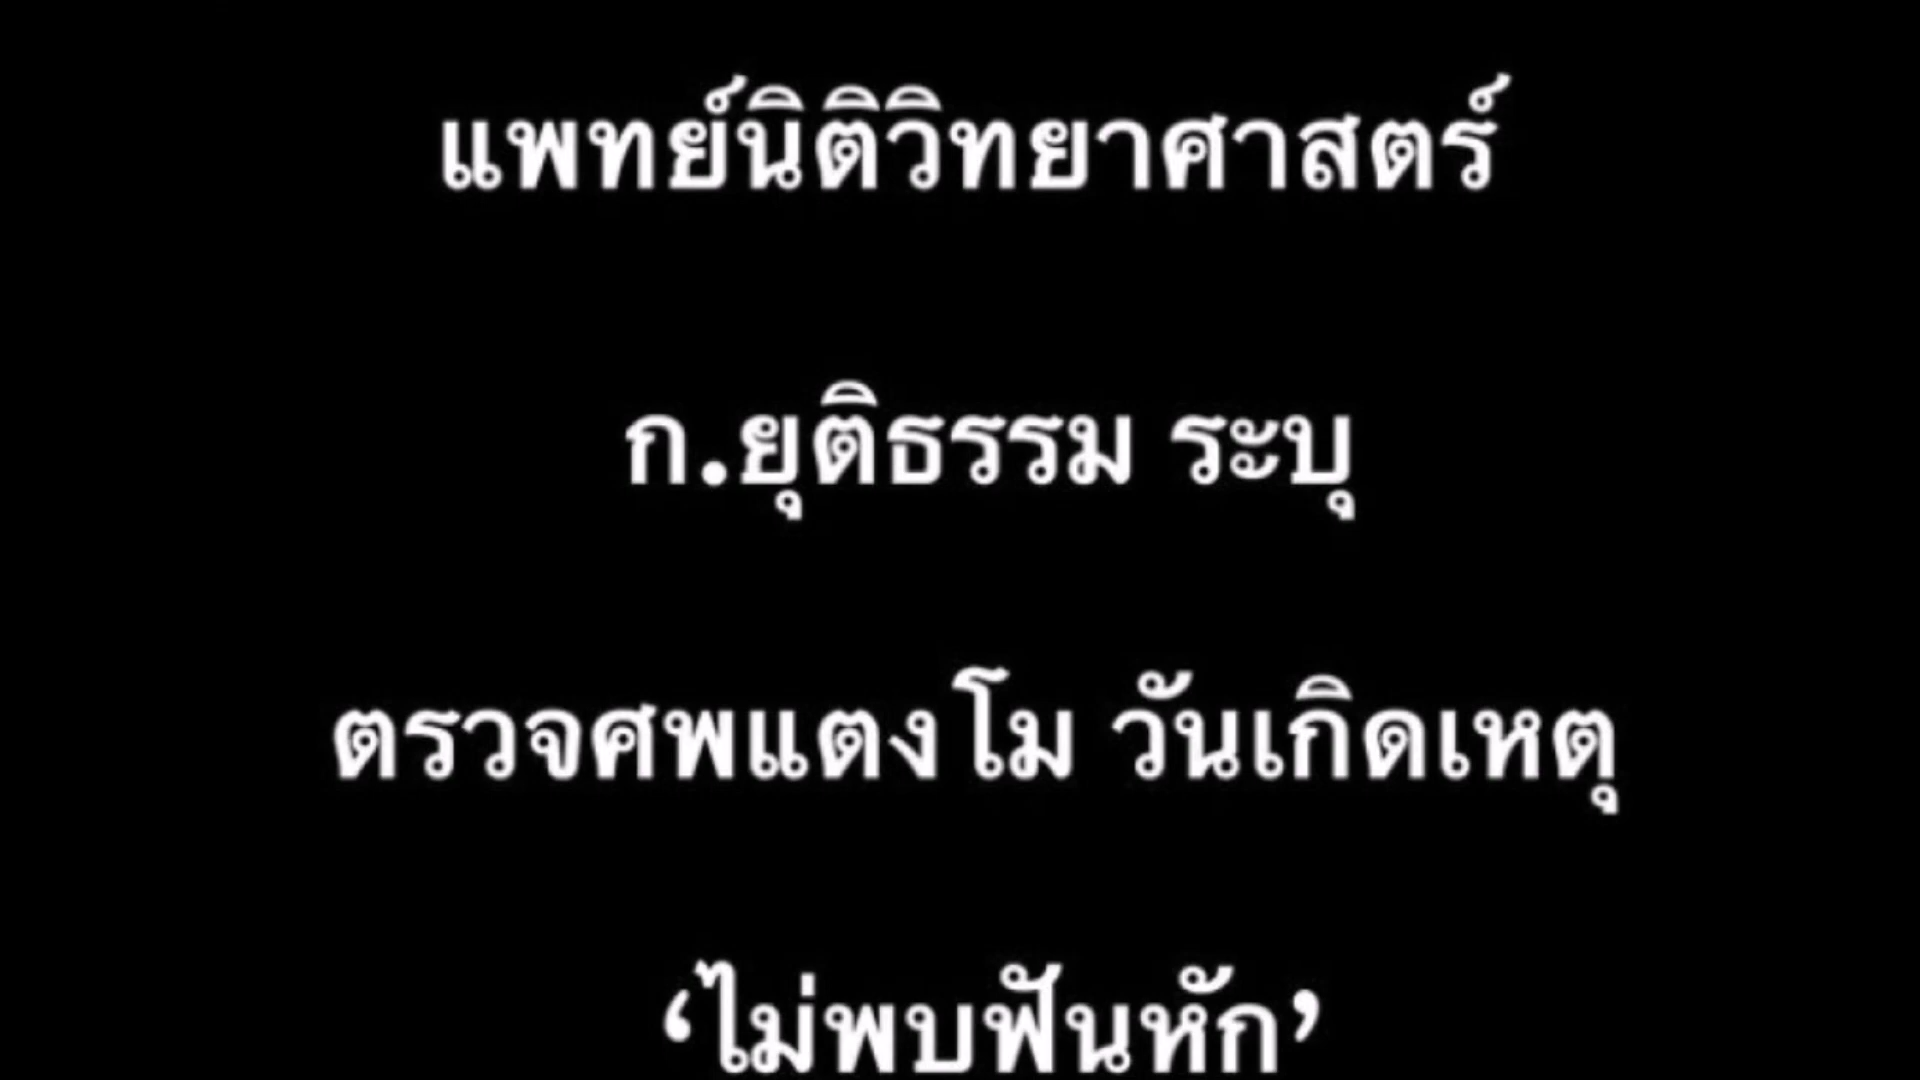 แพทย์นิติวิทยาศาสตร์
ก.ยุติธรรม ระบุ
ตรวจศพแตงโม วันเกิดเหตุ
‘ไม่พบฟันหัก’